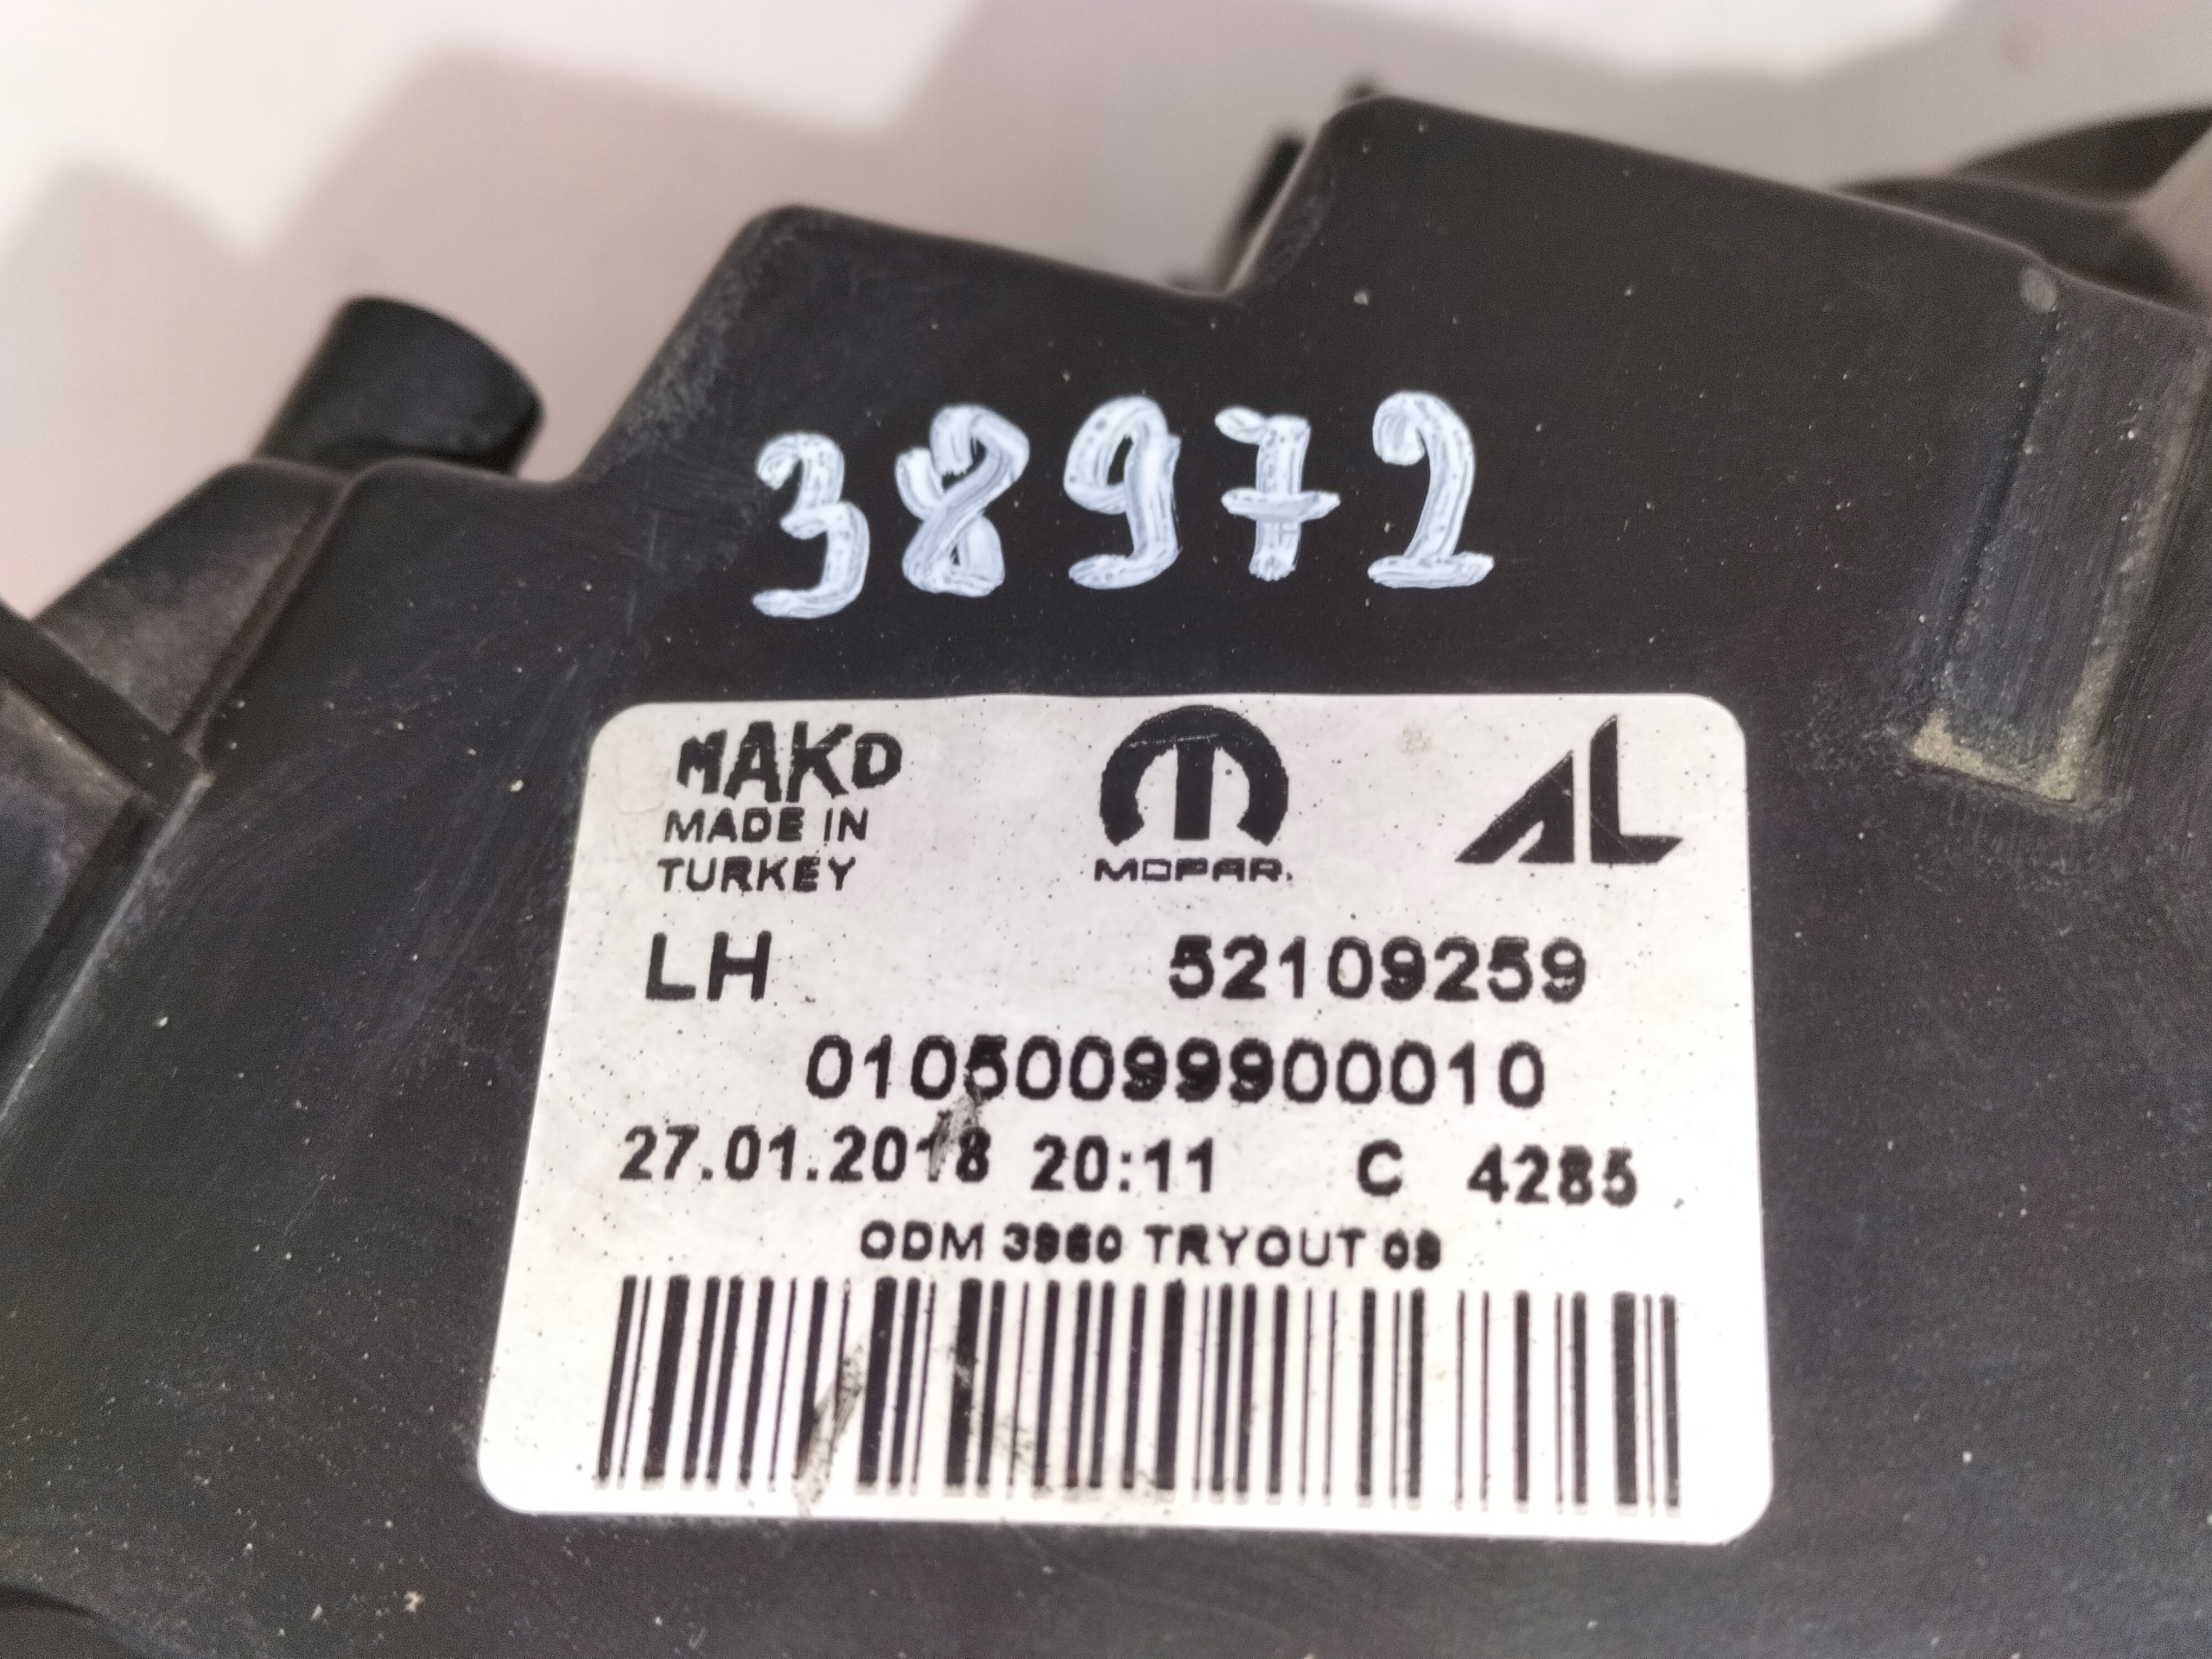 38972
MAKO
MADE IN
TURKEY
MOPAR.
AL
LH 52109259
01050099900010
27.01.2018 20:11 C 4285
ODM 3960 TRYOUT 09